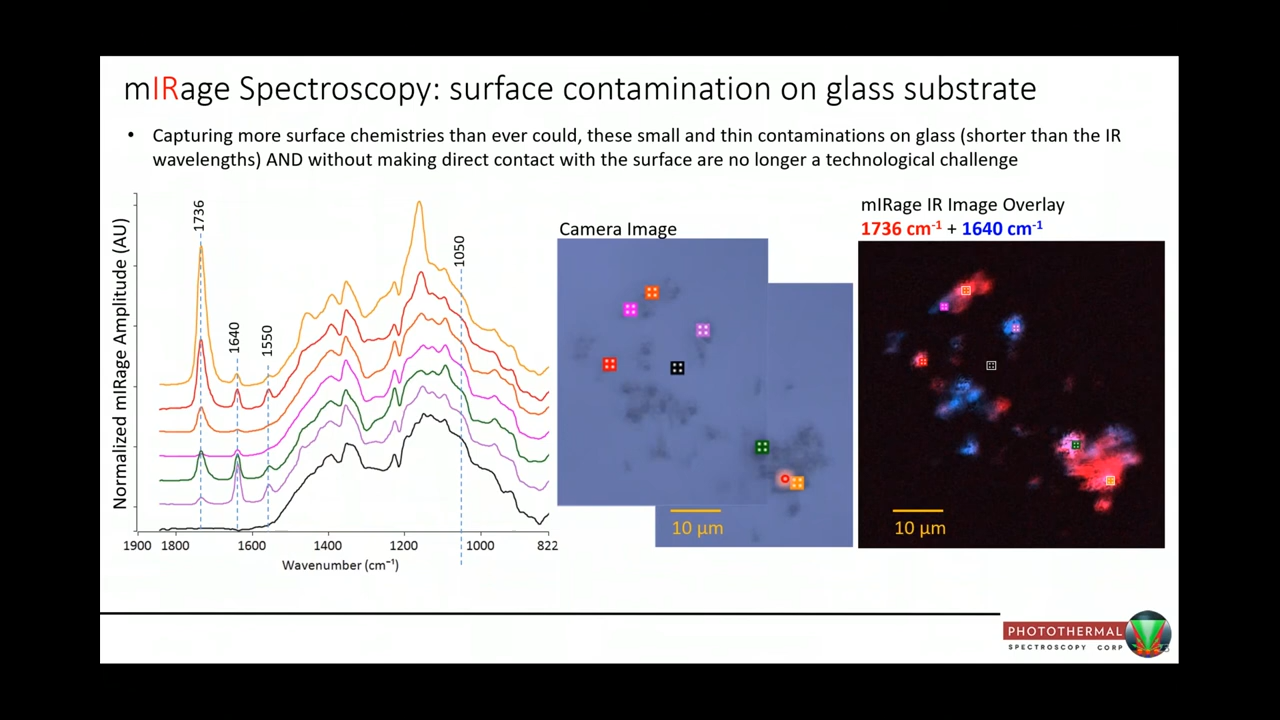 mIRage Spectroscopy: surface contamination on glass substrate
• Capturing more surface chemistries than ever could, these small and thin contaminations on glass (shorter than the IR
wavelengths) AND without making direct contact with the surface are no longer a technological challenge
Normalized mIRage Amplitude (AU)
1736
1640
1550
1050
1900 1800 1600 1400 1200 1000 822
Wavenumber (cm⁻¹)
Camera Image
10 µm
mIRage IR Image Overlay
1736 cm⁻¹ + 1640 cm⁻¹
10 µm
PHOTOTHERMAL
SPECTROSCOPY CORP